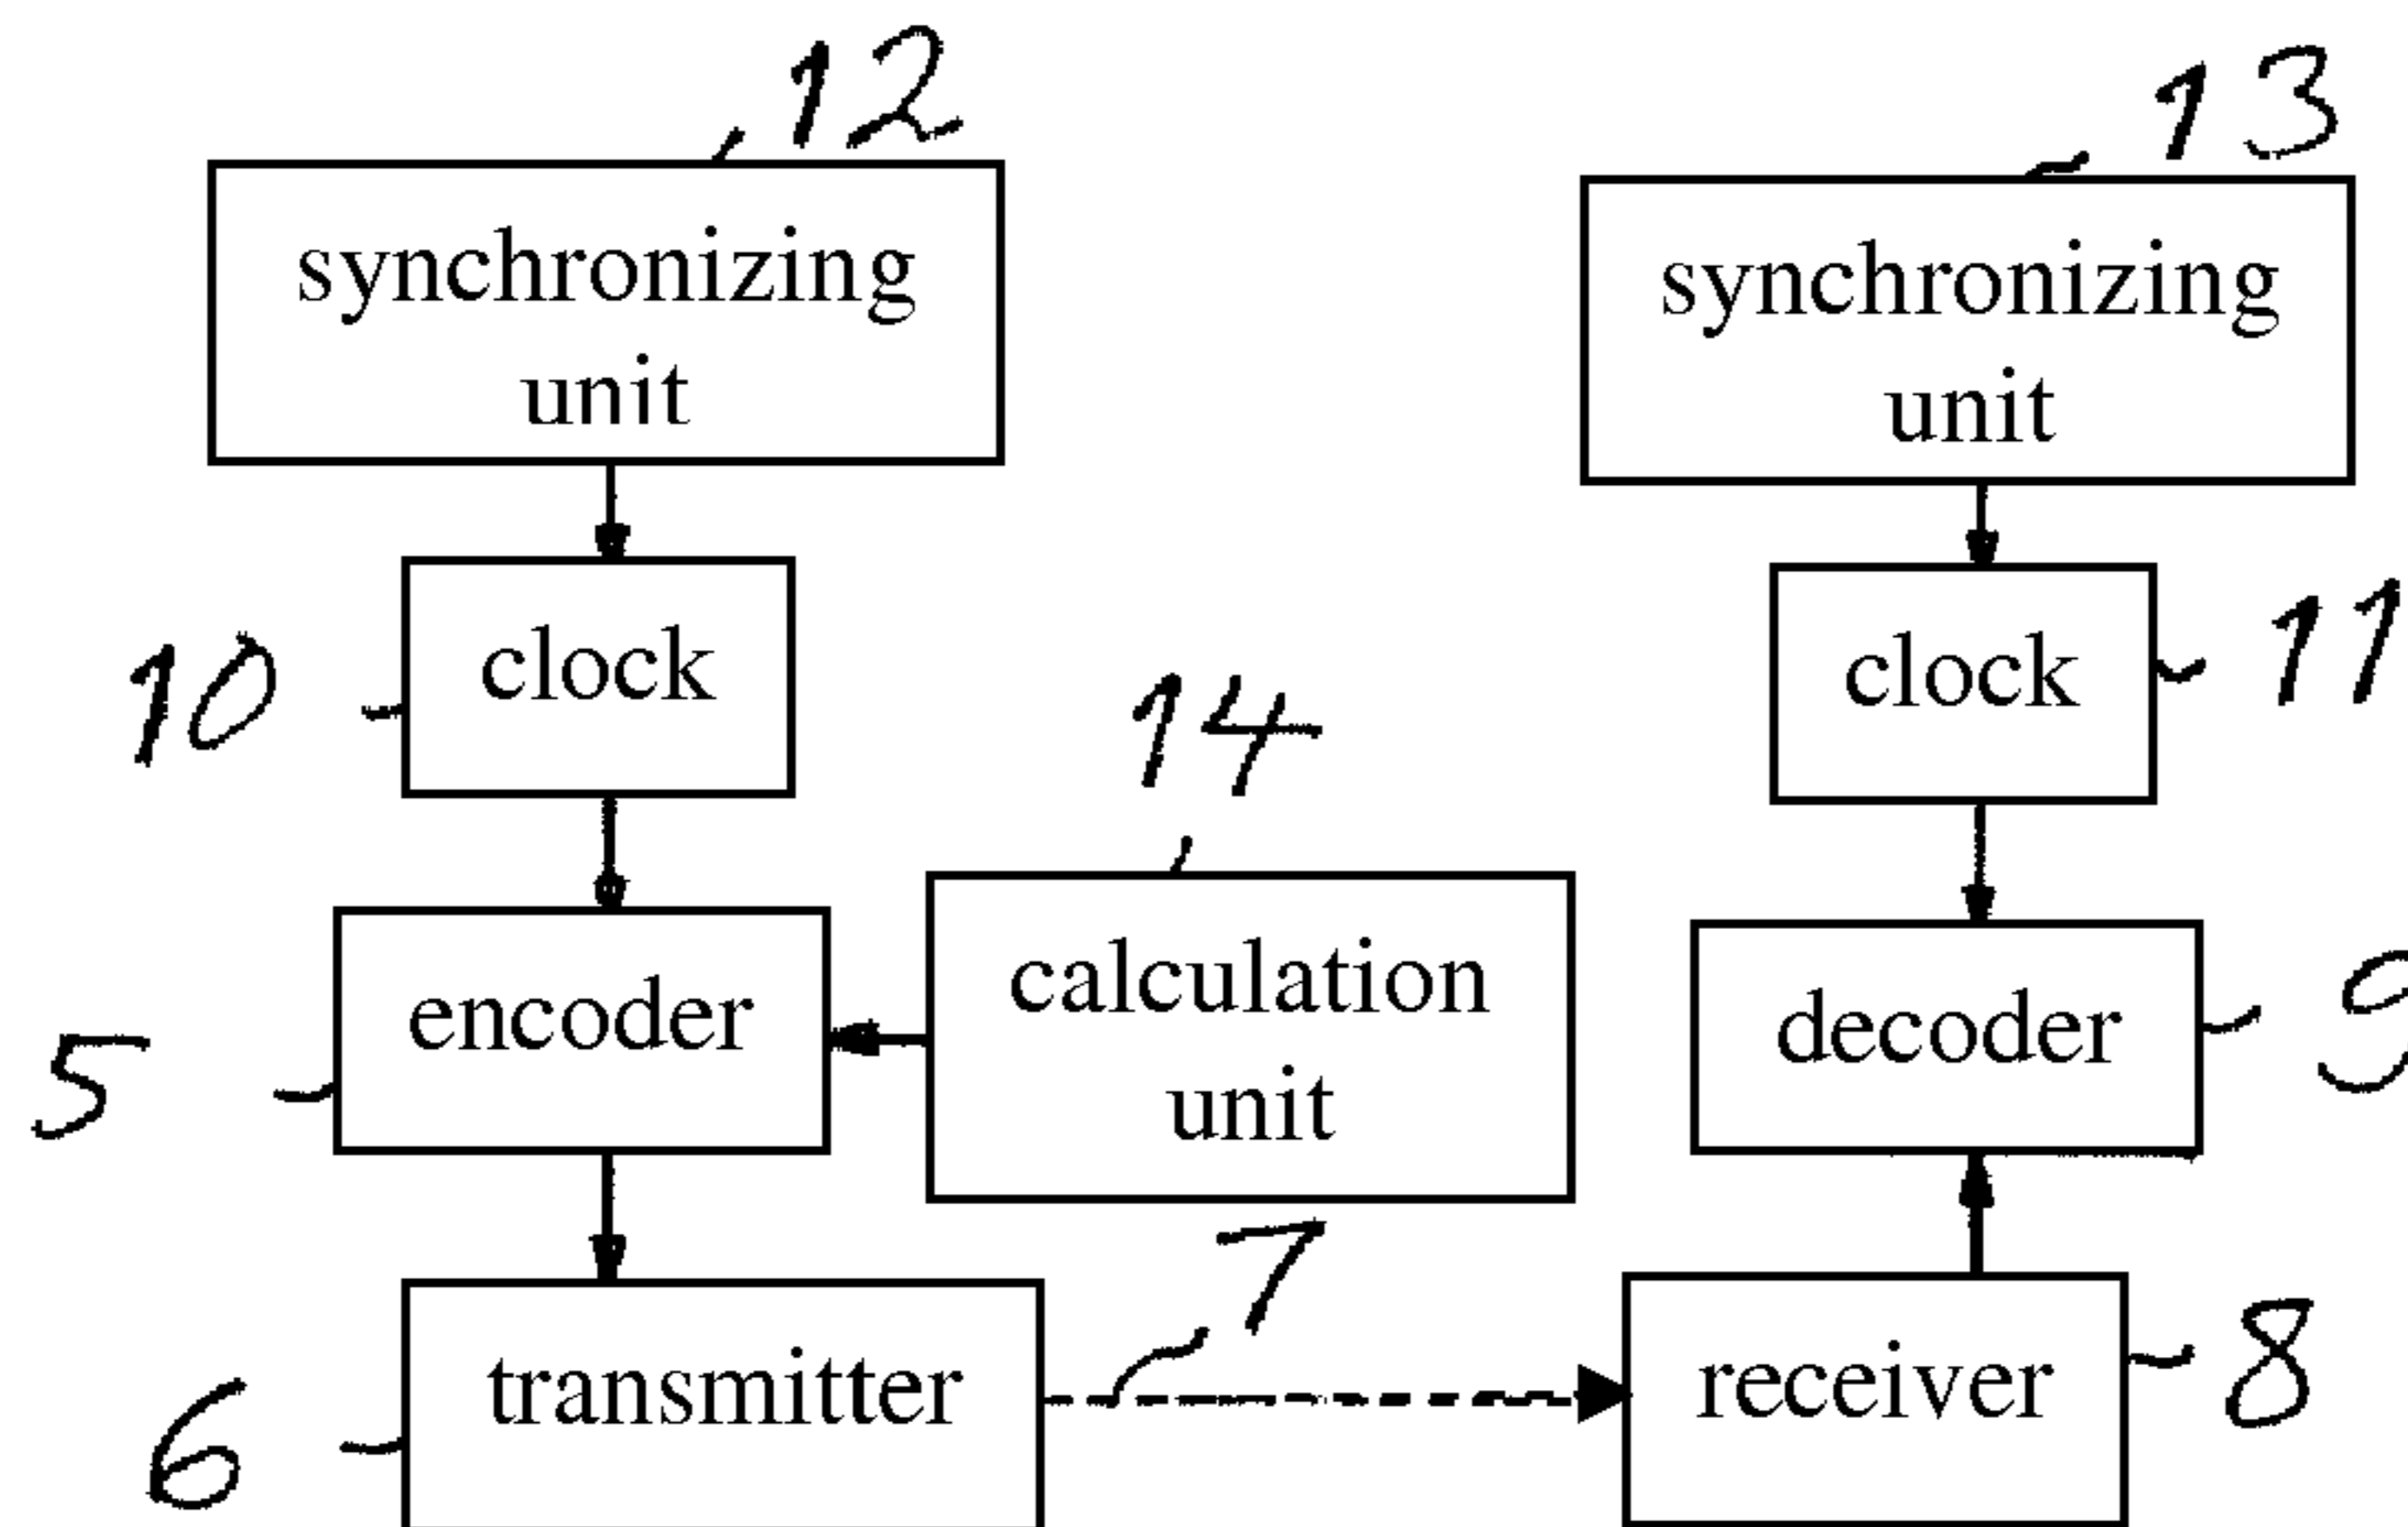 12
13
synchronizing
unit
synchronizing
unit
10
clock
clock
11
14
5
encoder
calculation
unit
decoder
9
7
6
transmitter
receiver
8